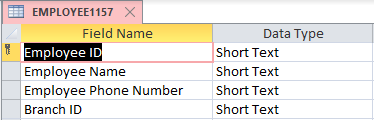 EMPLOYEE1157
Field Name Data Type
Employee ID Short Text
Employee Name Short Text
Employee Phone Number Short Text
Branch ID Short Text